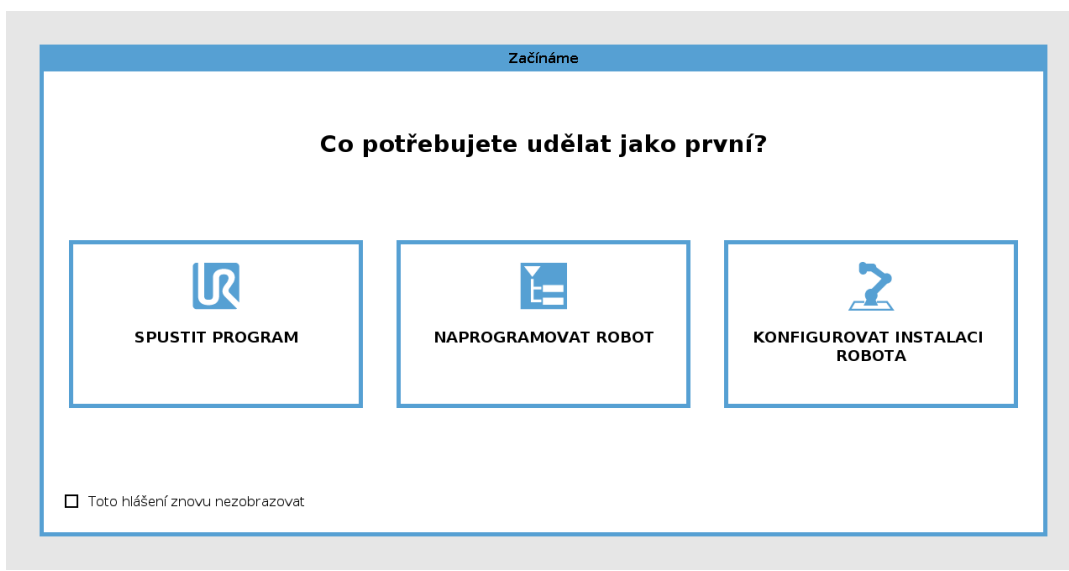 Začínáme
Co potřebujete udělat jako první?
SPUSTIT PROGRAM
NAPROGRAMOVAT ROBOT
KONFIGUROVAT INSTALACI
ROBOTA
Toto hlášení znovu nezobrazovat